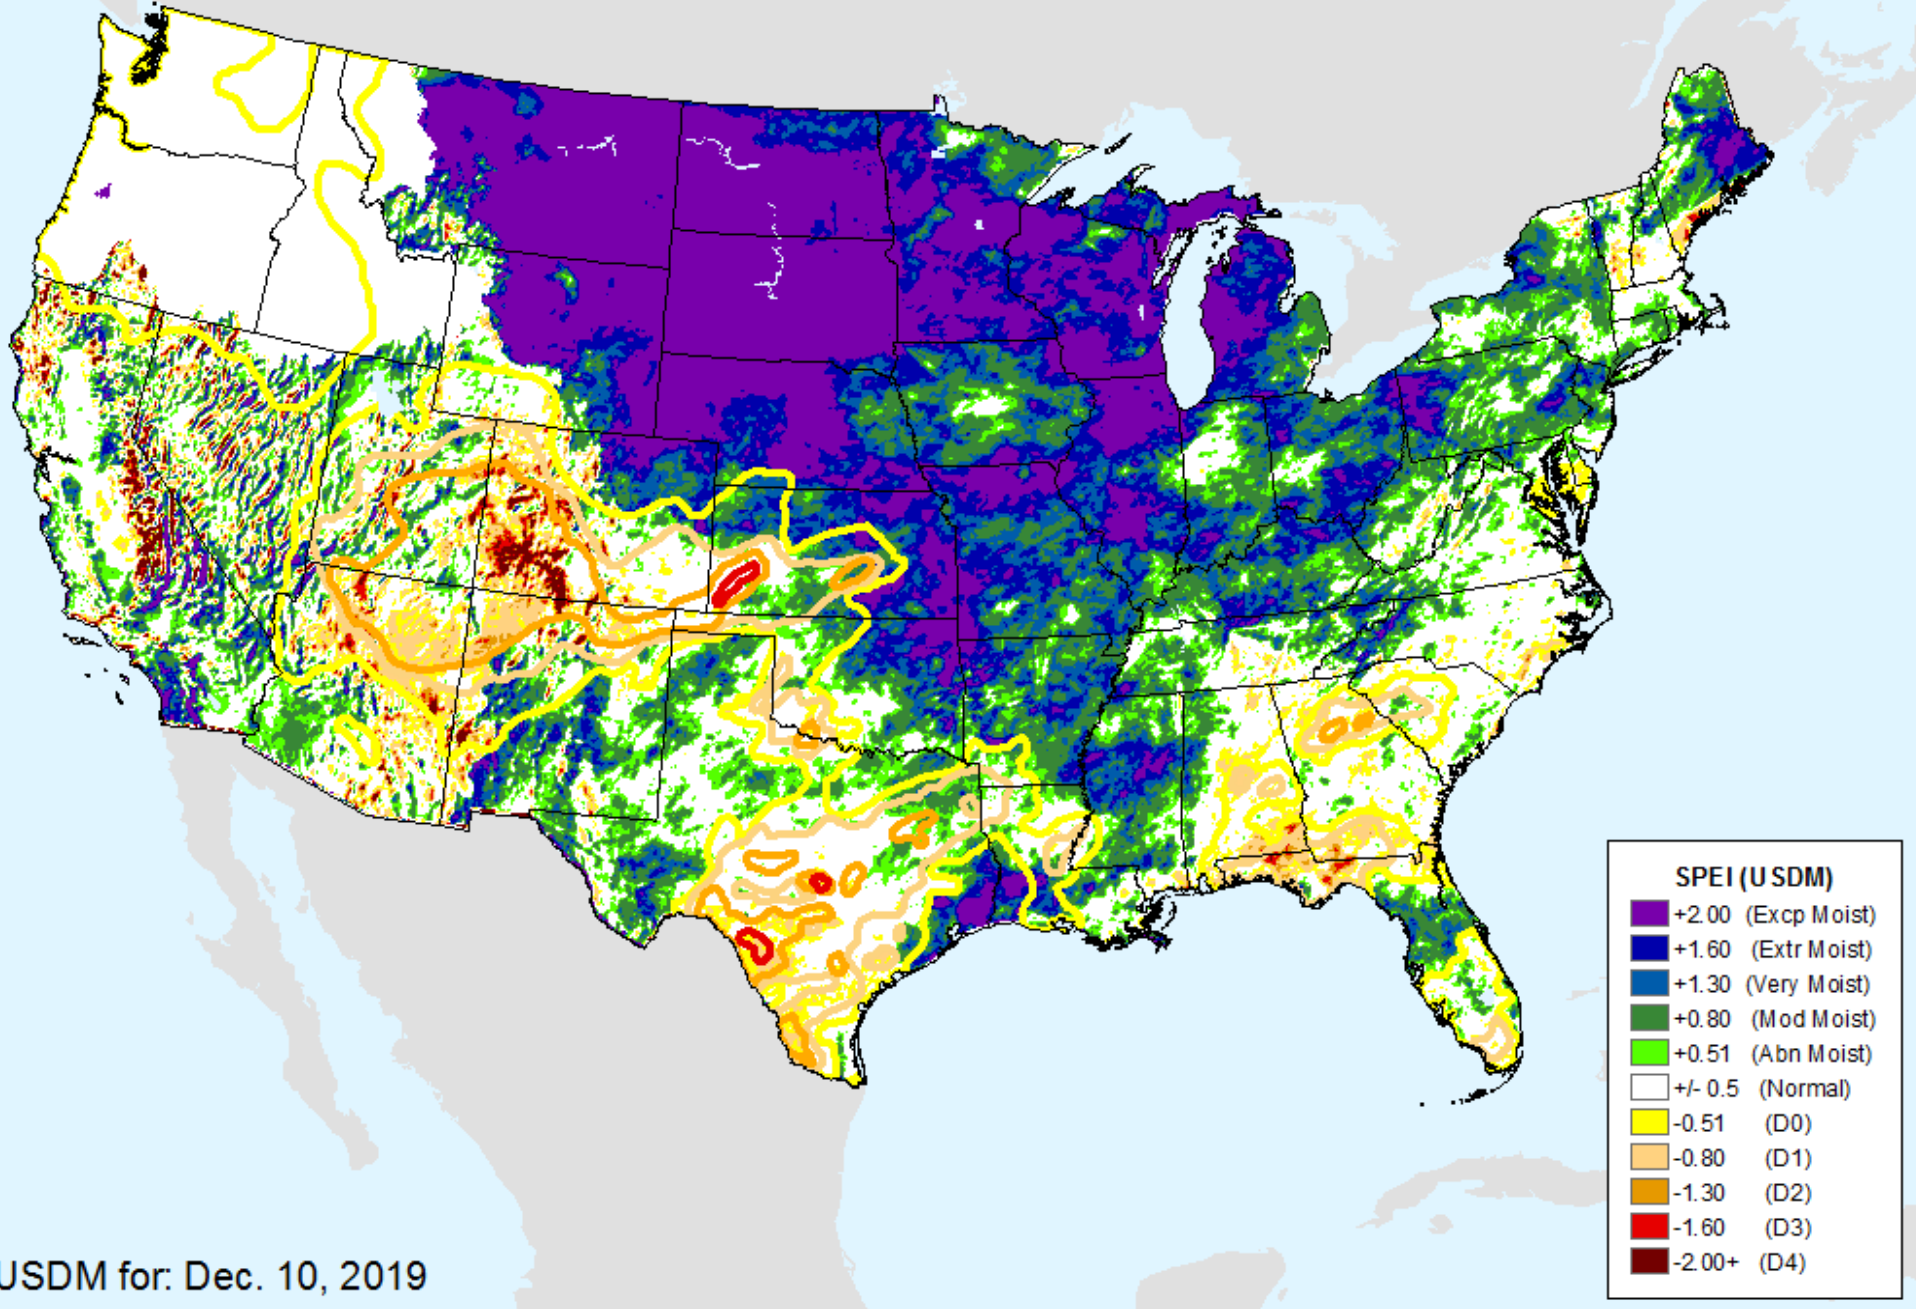 SPEI (USDM)
+2.00 (Excp Moist)
+1.60 (Extr Moist)
+1.30 (Very Moist)
+0.80 (Mod Moist)
+0.51 (Abn Moist)
+/- 0.5 (Normal)
-0.51 (D0)
-0.80 (D1)
-1.30 (D2)
-1.60 (D3)
-2.00+ (D4)
USDM for: Dec. 10, 2019